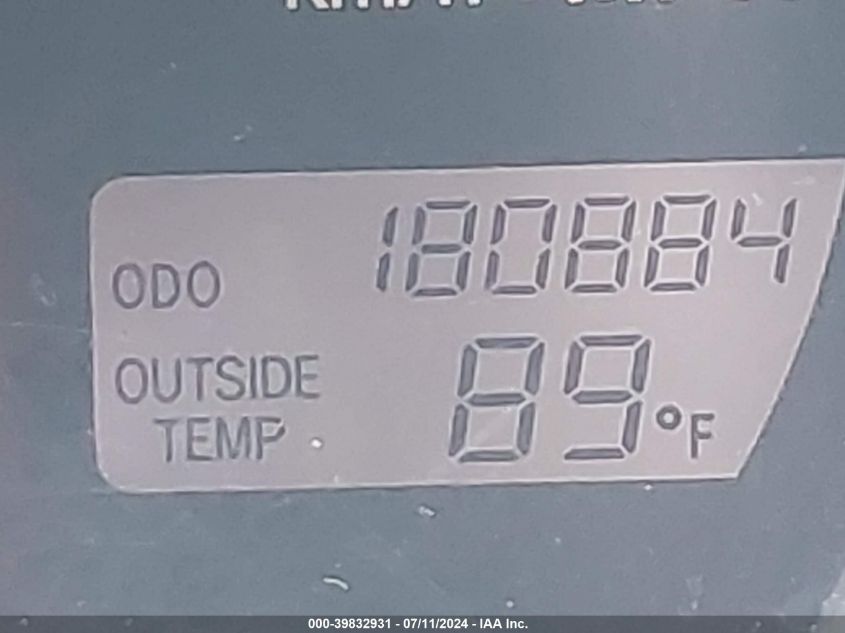 ODO 180884
OUTSIDE
TEMP 89°F
000-39832931 - 07/11/2024 - IAA Inc.